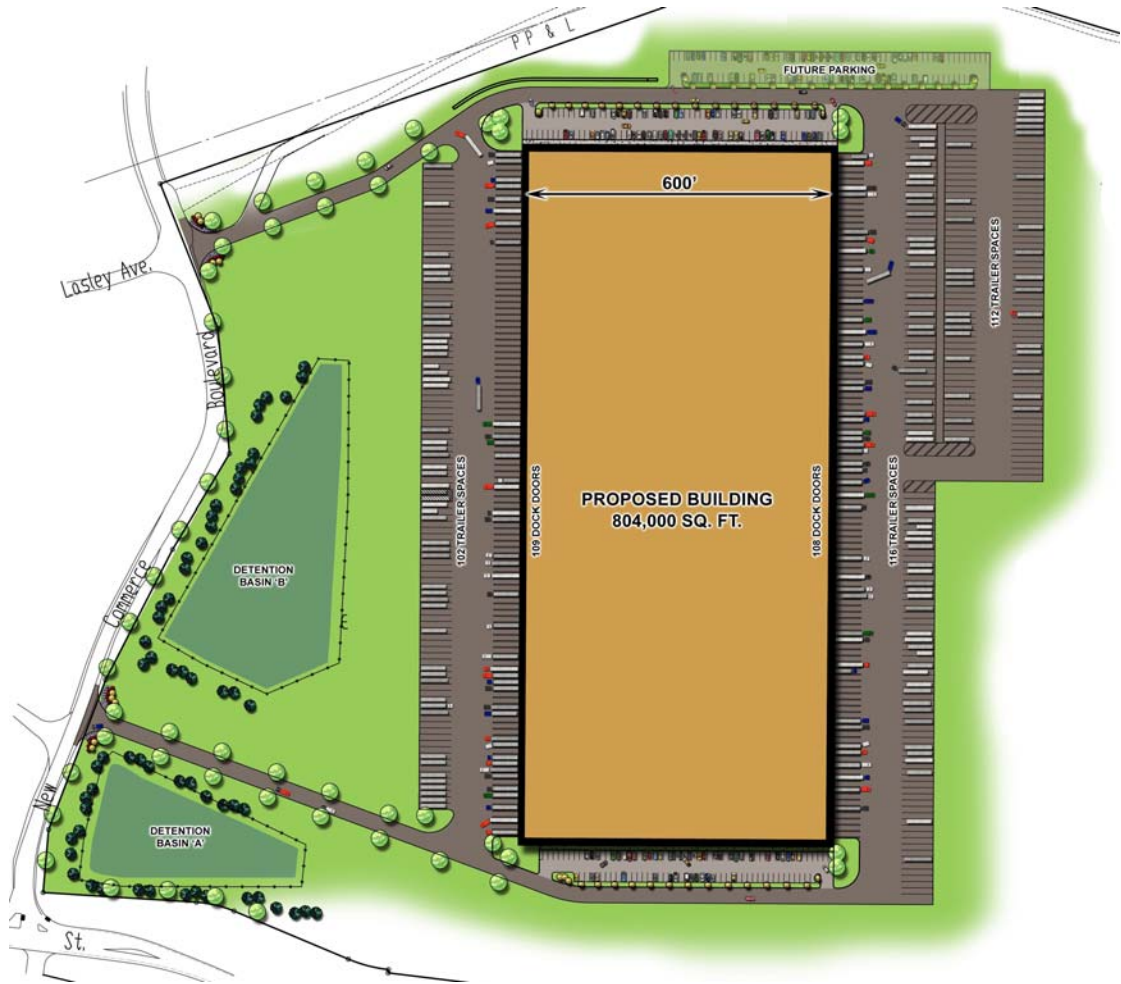 PP & L
FUTURE PARKING
600'
Lasley Ave.
112 TRAILER SPACES
Boulevard
102 TRAILER SPACES
109 DOCK DOORS
PROPOSED BUILDING
804,000 SQ. FT.
108 DOCK DOORS
116 TRAILER SPACES
DETENTION
BASIN 'B'
Commerce
New
DETENTION
BASIN 'A'
St.